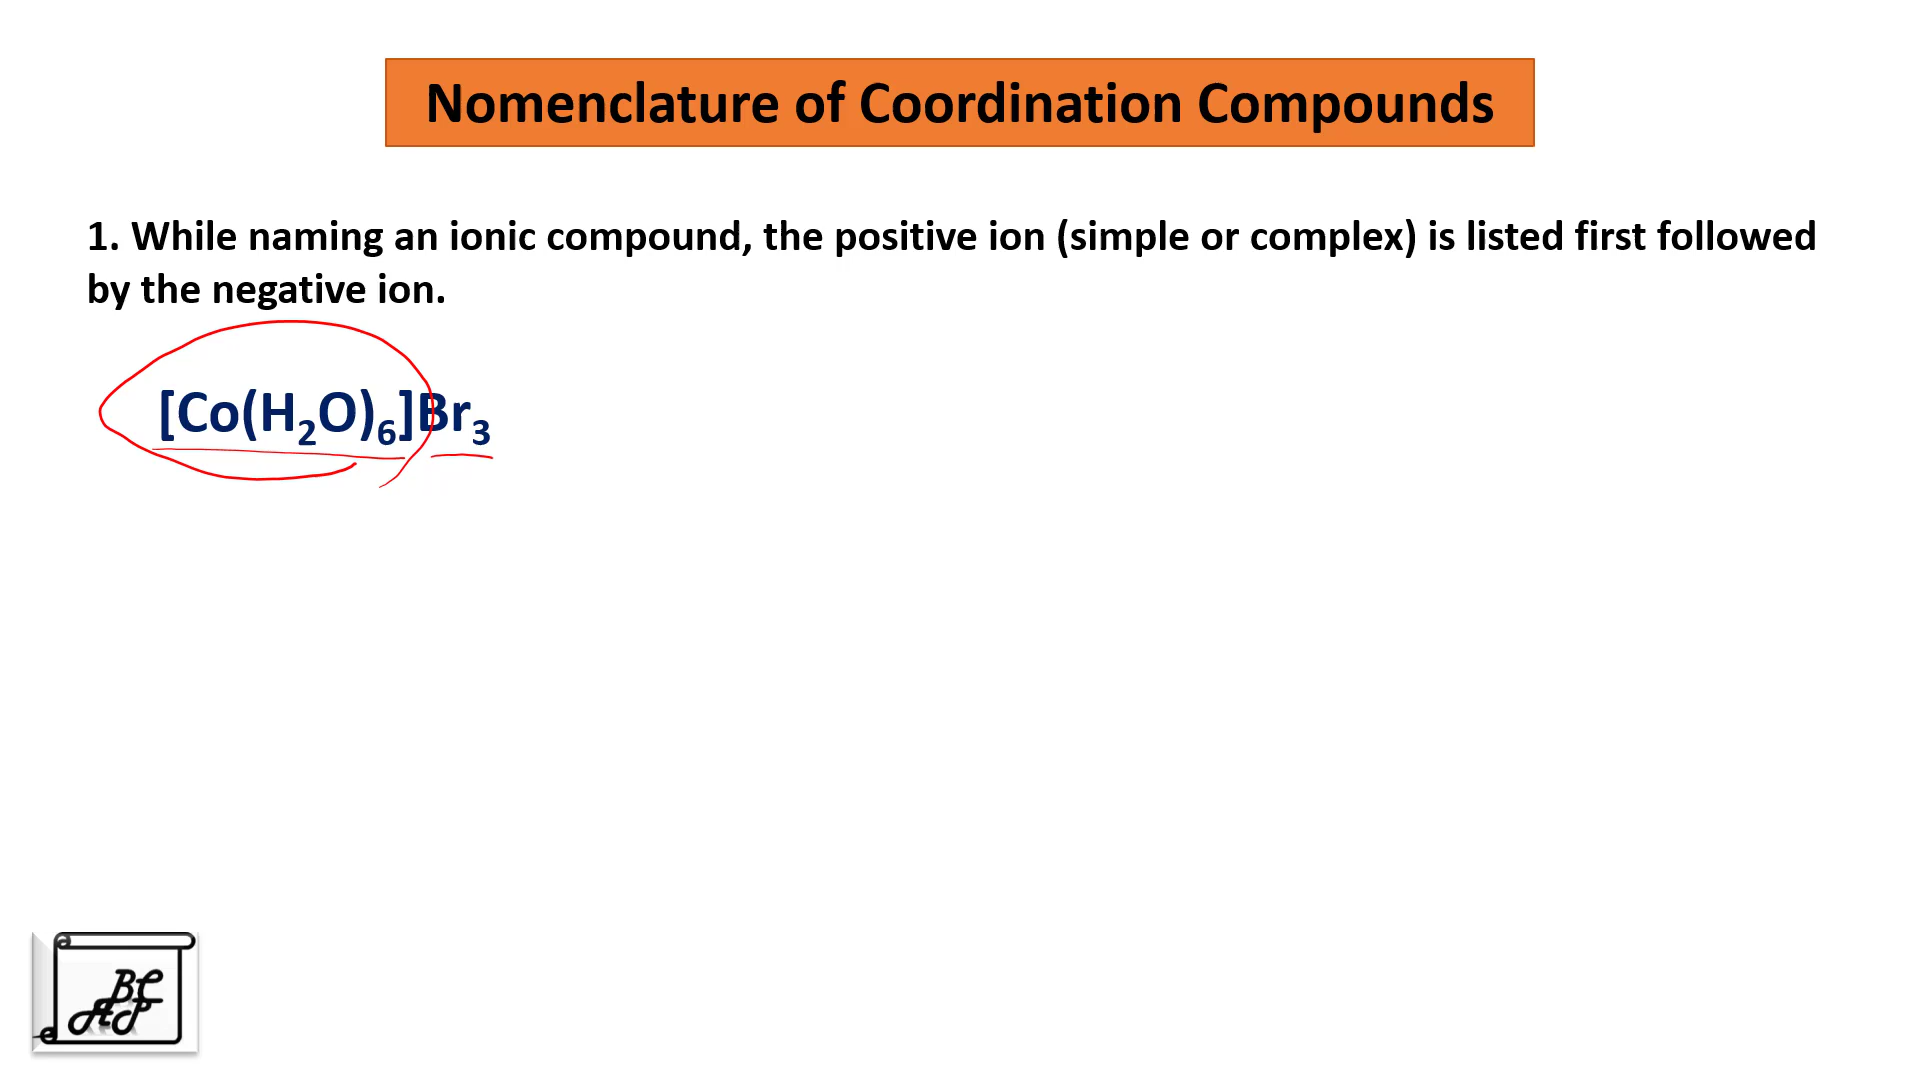 Nomenclature of Coordination Compounds
1. While naming an ionic compound, the positive ion (simple or complex) is listed first followed
by the negative ion.
[Co(H₂O)₆]Br₃